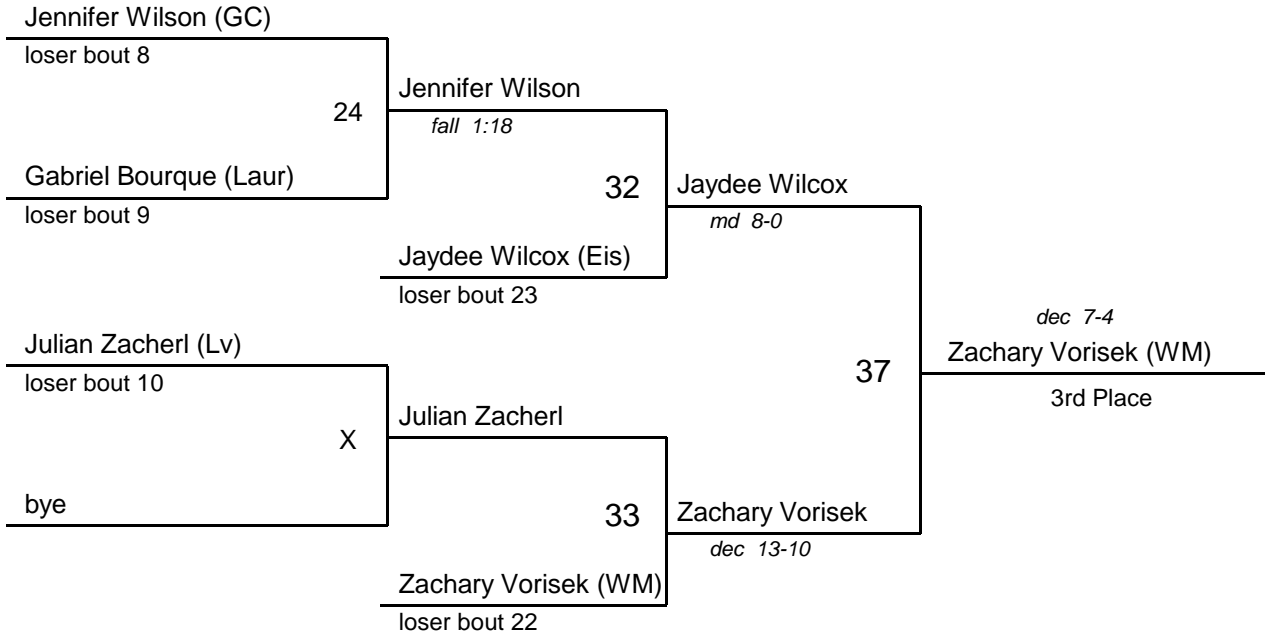 Jennifer Wilson (GC)
loser bout 8
24
Jennifer Wilson
fall 1:18
Gabriel Bourque (Laur)
loser bout 9
32
Jaydee Wilcox
md 8-0
Jaydee Wilcox (Eis)
loser bout 23
Julian Zacherl (Lv)
loser bout 10
37
dec 7-4
Zachary Vorisek (WM)
3rd Place
X
Julian Zacherl
bye
33
Zachary Vorisek
dec 13-10
Zachary Vorisek (WM)
loser bout 22